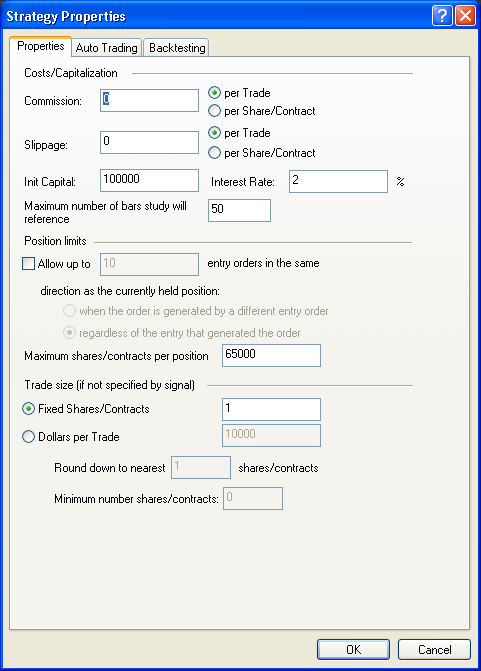 Strategy Properties
Properties Auto Trading Backtesting
Costs/Capitalization
Commission: 0 per Trade
per Share/Contract
Slippage: 0 per Trade
per Share/Contract
Init Capital: 100000 Interest Rate: 2 %
Maximum number of bars study will
reference 50
Position limits
Allow up to 10 entry orders in the same
direction as the currently held position:
when the order is generated by a different entry order
regardless of the entry that generated the order
Maximum shares/contracts per position 65000
Trade size (if not specified by signal)
Fixed Shares/Contracts 1
Dollars per Trade 10000
Round down to nearest 1 shares/contracts
Minimum number shares/contracts: 0
OK Cancel